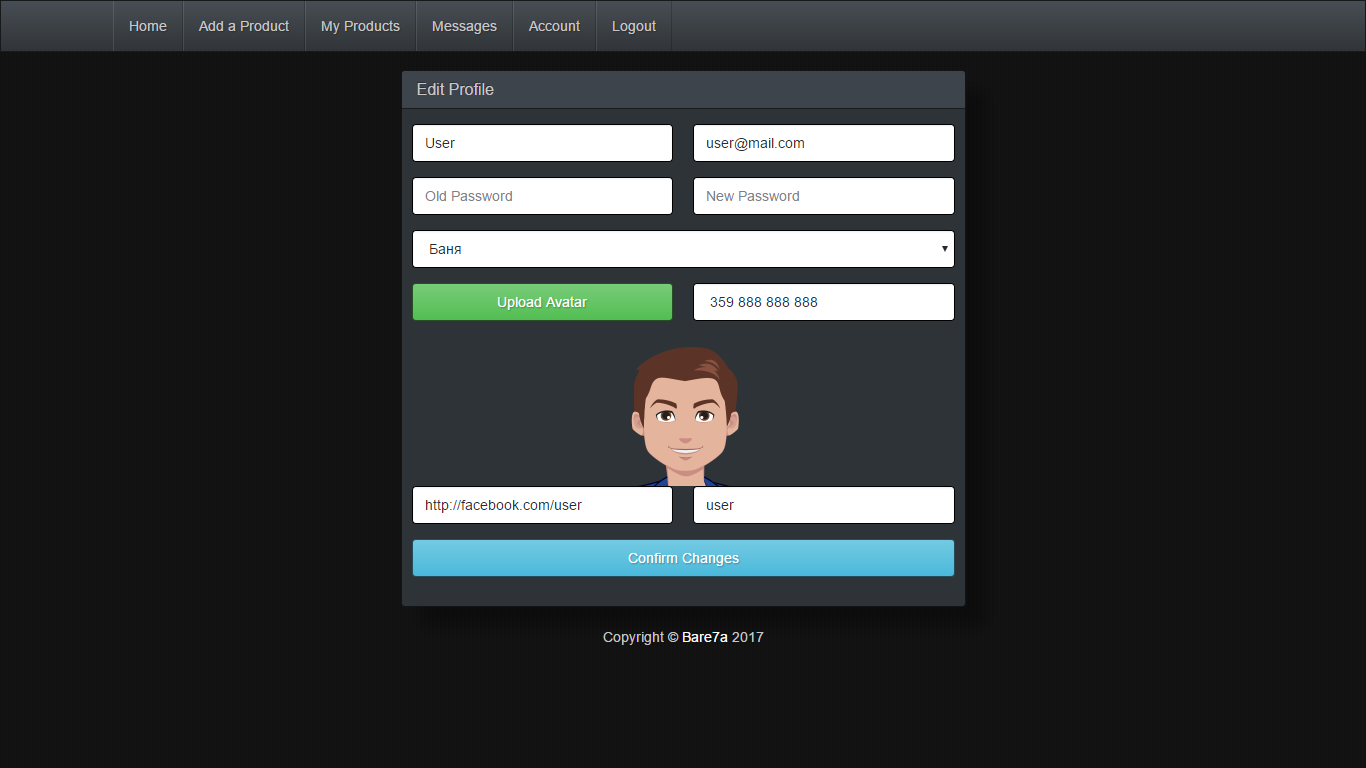 Home Add a Product My Products Messages Account Logout
Edit Profile
User user@mail.com
Old Password New Password
Баня
Upload Avatar 359 888 888 888
http://facebook.com/user user
Confirm Changes
Copyright © Bare7a 2017